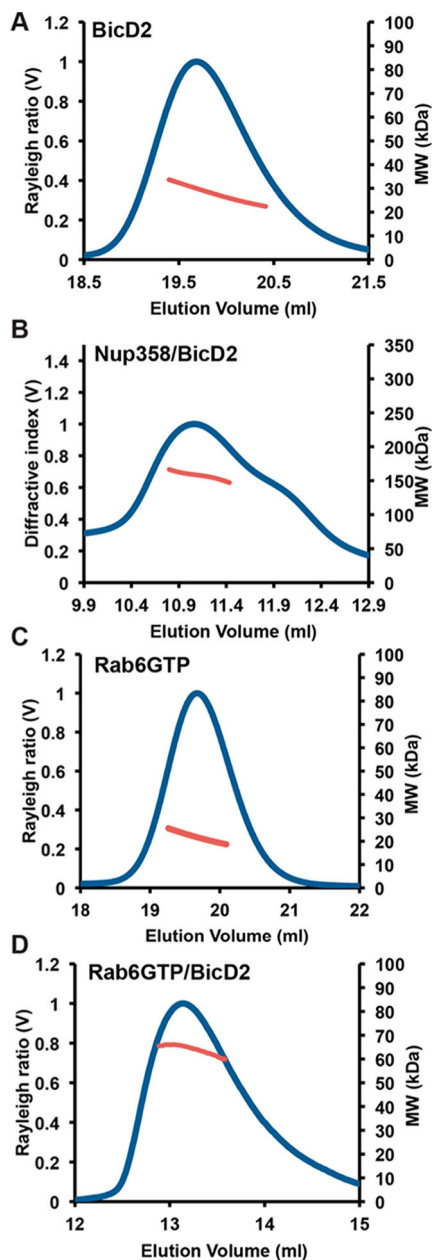 A
BicD2
1.2
1
0.8
0.6
0.4
0.2
0
Rayleigh ratio (V)
100
90
80
70
60
50
40
30
20
10
0
MW (kDa)
18.5 19.5 20.5 21.5
Elution Volume (ml)
B
Nup358/BicD2
1.4
1.2
1
0.8
0.6
0.4
0.2
0
Diffractive index (V)
350
300
250
200
150
100
50
0
MW (kDa)
9.9 10.4 10.9 11.4 11.9 12.4 12.9
Elution Volume (ml)
C
Rab6GTP
1.2
1
0.8
0.6
0.4
0.2
0
Rayleigh ratio (V)
100
90
80
70
60
50
40
30
20
10
0
MW (kDa)
18 19 20 21 22
Elution Volume (ml)
D
Rab6GTP/BicD2
1.2
1
0.8
0.6
0.4
0.2
0
Rayleigh ratio (V)
100
90
80
70
60
50
40
30
20
10
0
MW (kDa)
12 13 14 15
Elution Volume (ml)